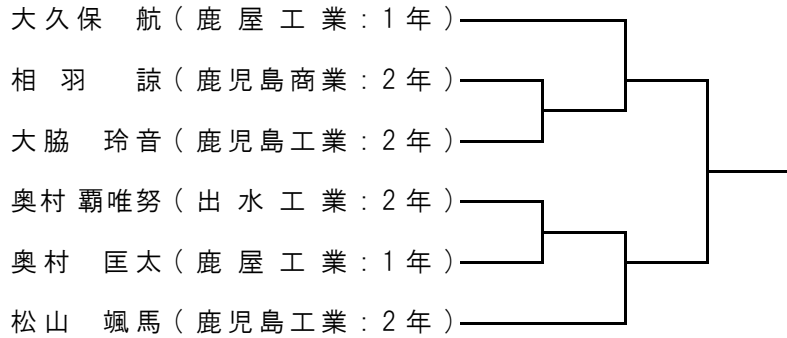 大久保 航(鹿屋工業:1年)
相羽 諒(鹿児島商業:2年)
大脇 玲音(鹿児島工業:2年)
奥村 覇唯努(出水工業:2年)
奥村 匡太(鹿屋工業:1年)
松山 颯馬(鹿児島工業:2年)